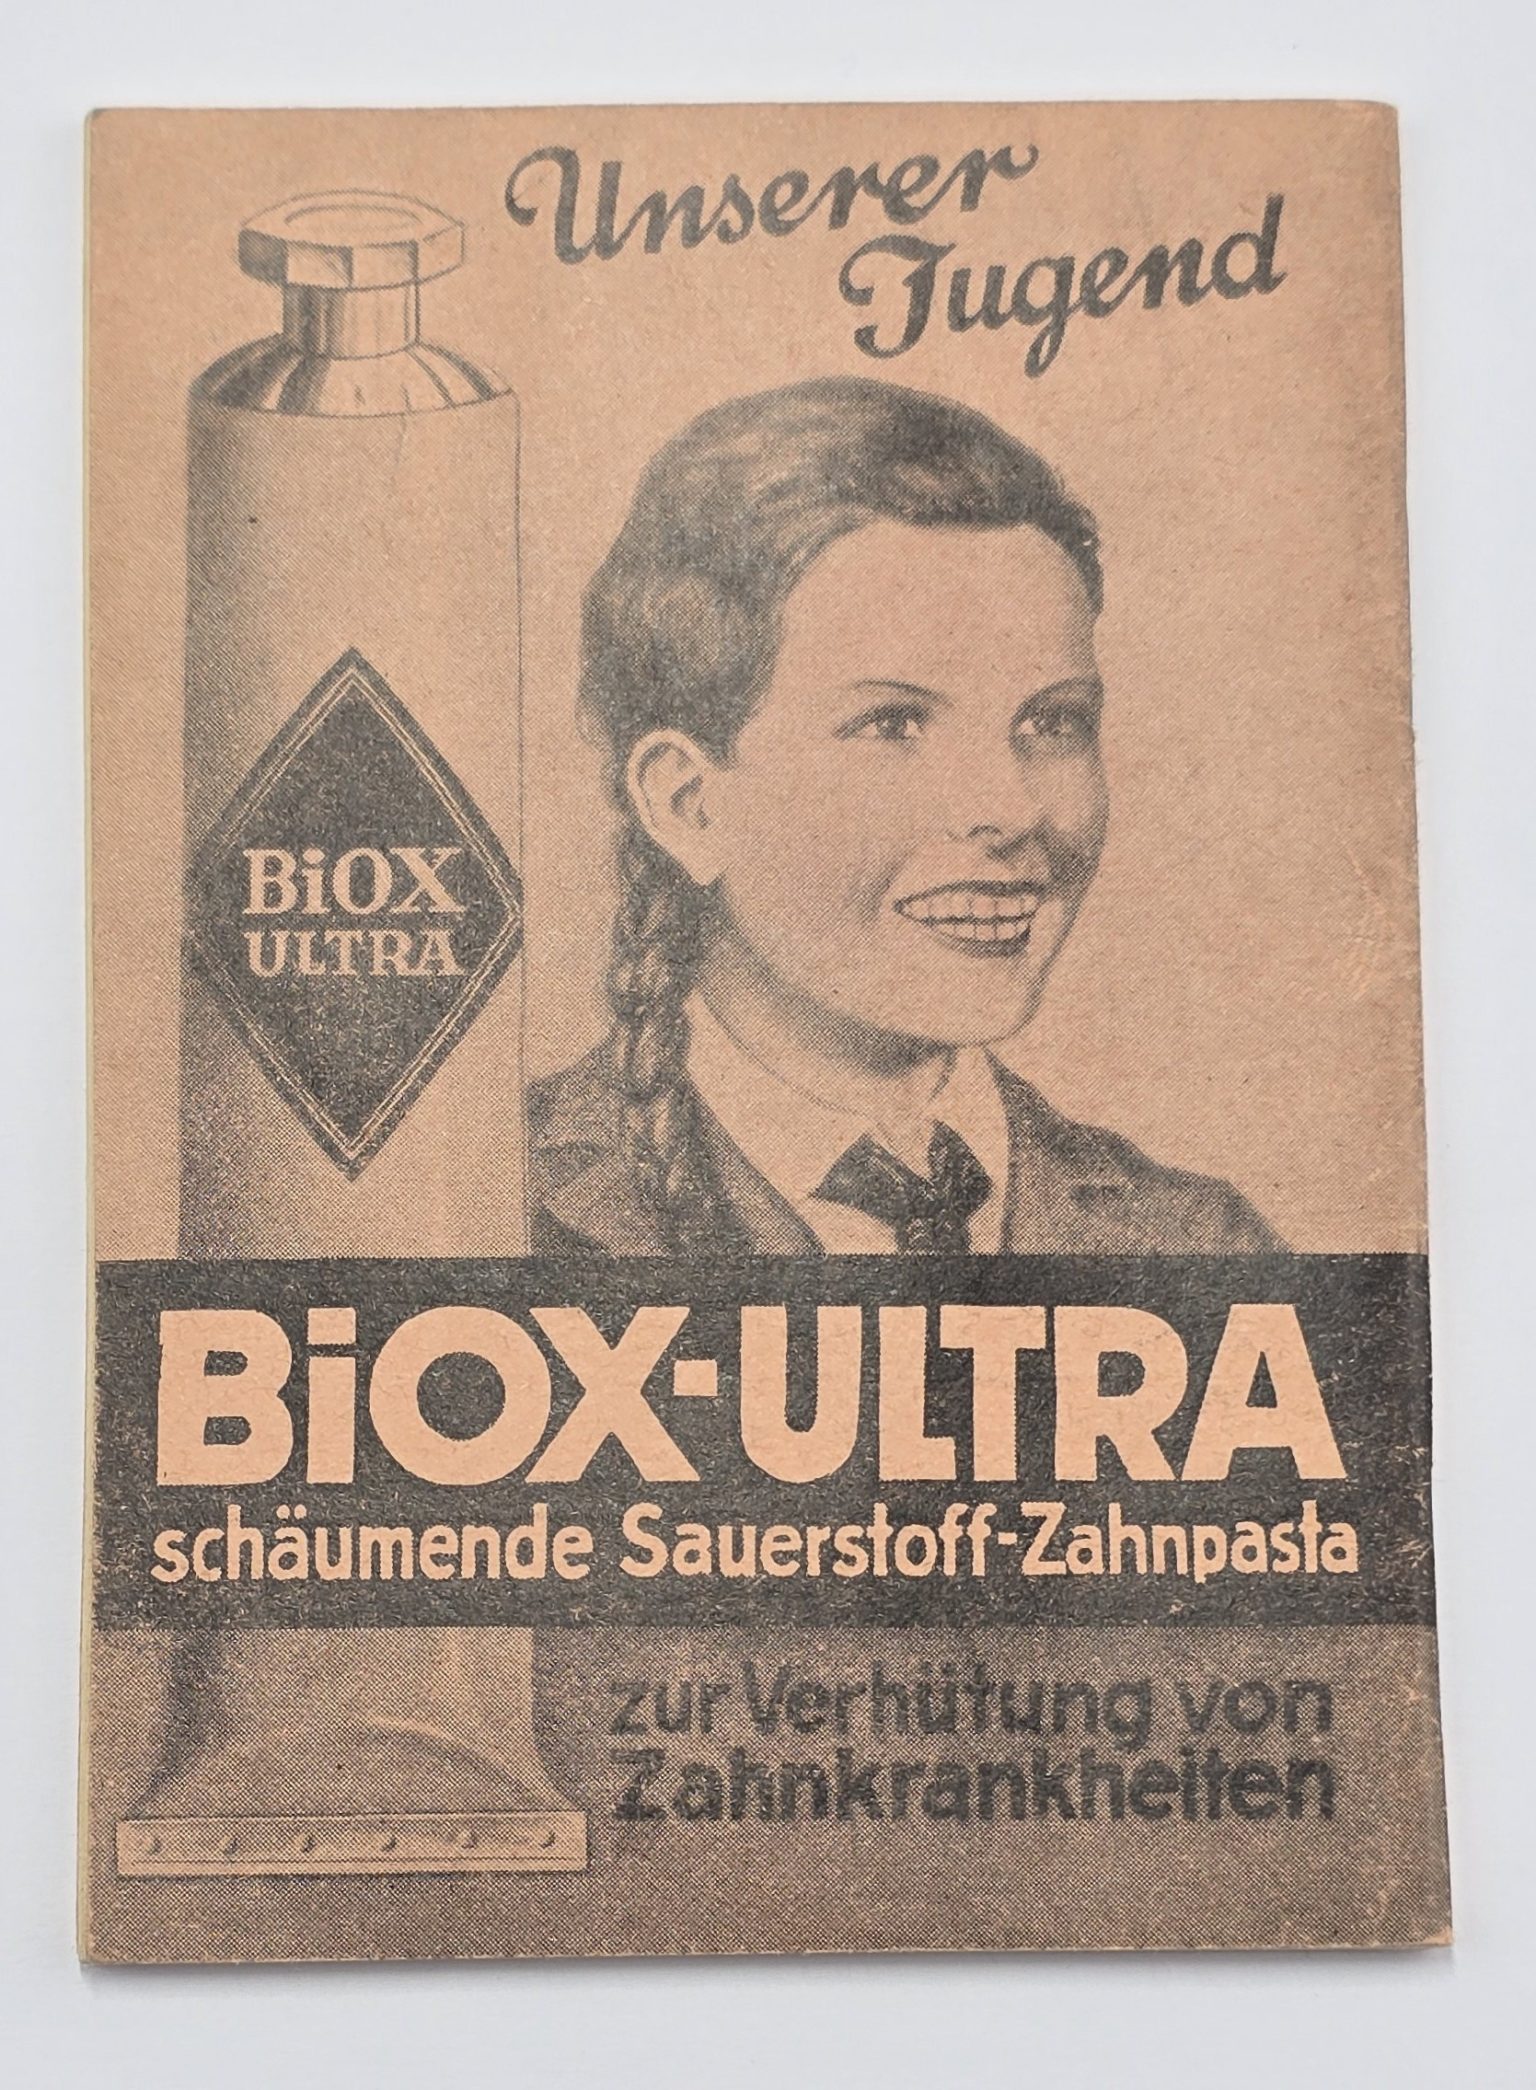 Unserer
Jugend
BiOX
ULTRA
BiOX-ULTRA
schäumende Sauerstoff-Zahnpasta
zur Verhütung von
Zahnkrankheiten